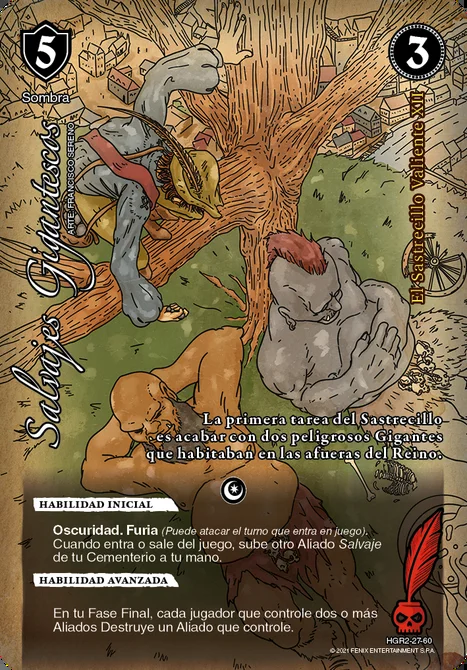 5
3
Sombra
Salvajes Gigantescos
ARTE: FRANCISCO SERENO
El Sastrecillo Valiente XII
La primera tarea del Sastrecillo
es acabar con dos peligrosos Gigantes
que habitaban en las afueras del Reino.
HABILIDAD INICIAL
Oscuridad. Furia (Puede atacar el turno que entra en juego).
Cuando entra o sale del juego, sube otro Aliado Salvaje
de tu Cementerio a tu mano.
HABILIDAD AVANZADA
En tu Fase Final, cada jugador que controle dos o más
Aliados Destruye un Aliado que controle.
HGR2-27-60
© 2021 FENIX ENTERTAINMENT S.P.A.